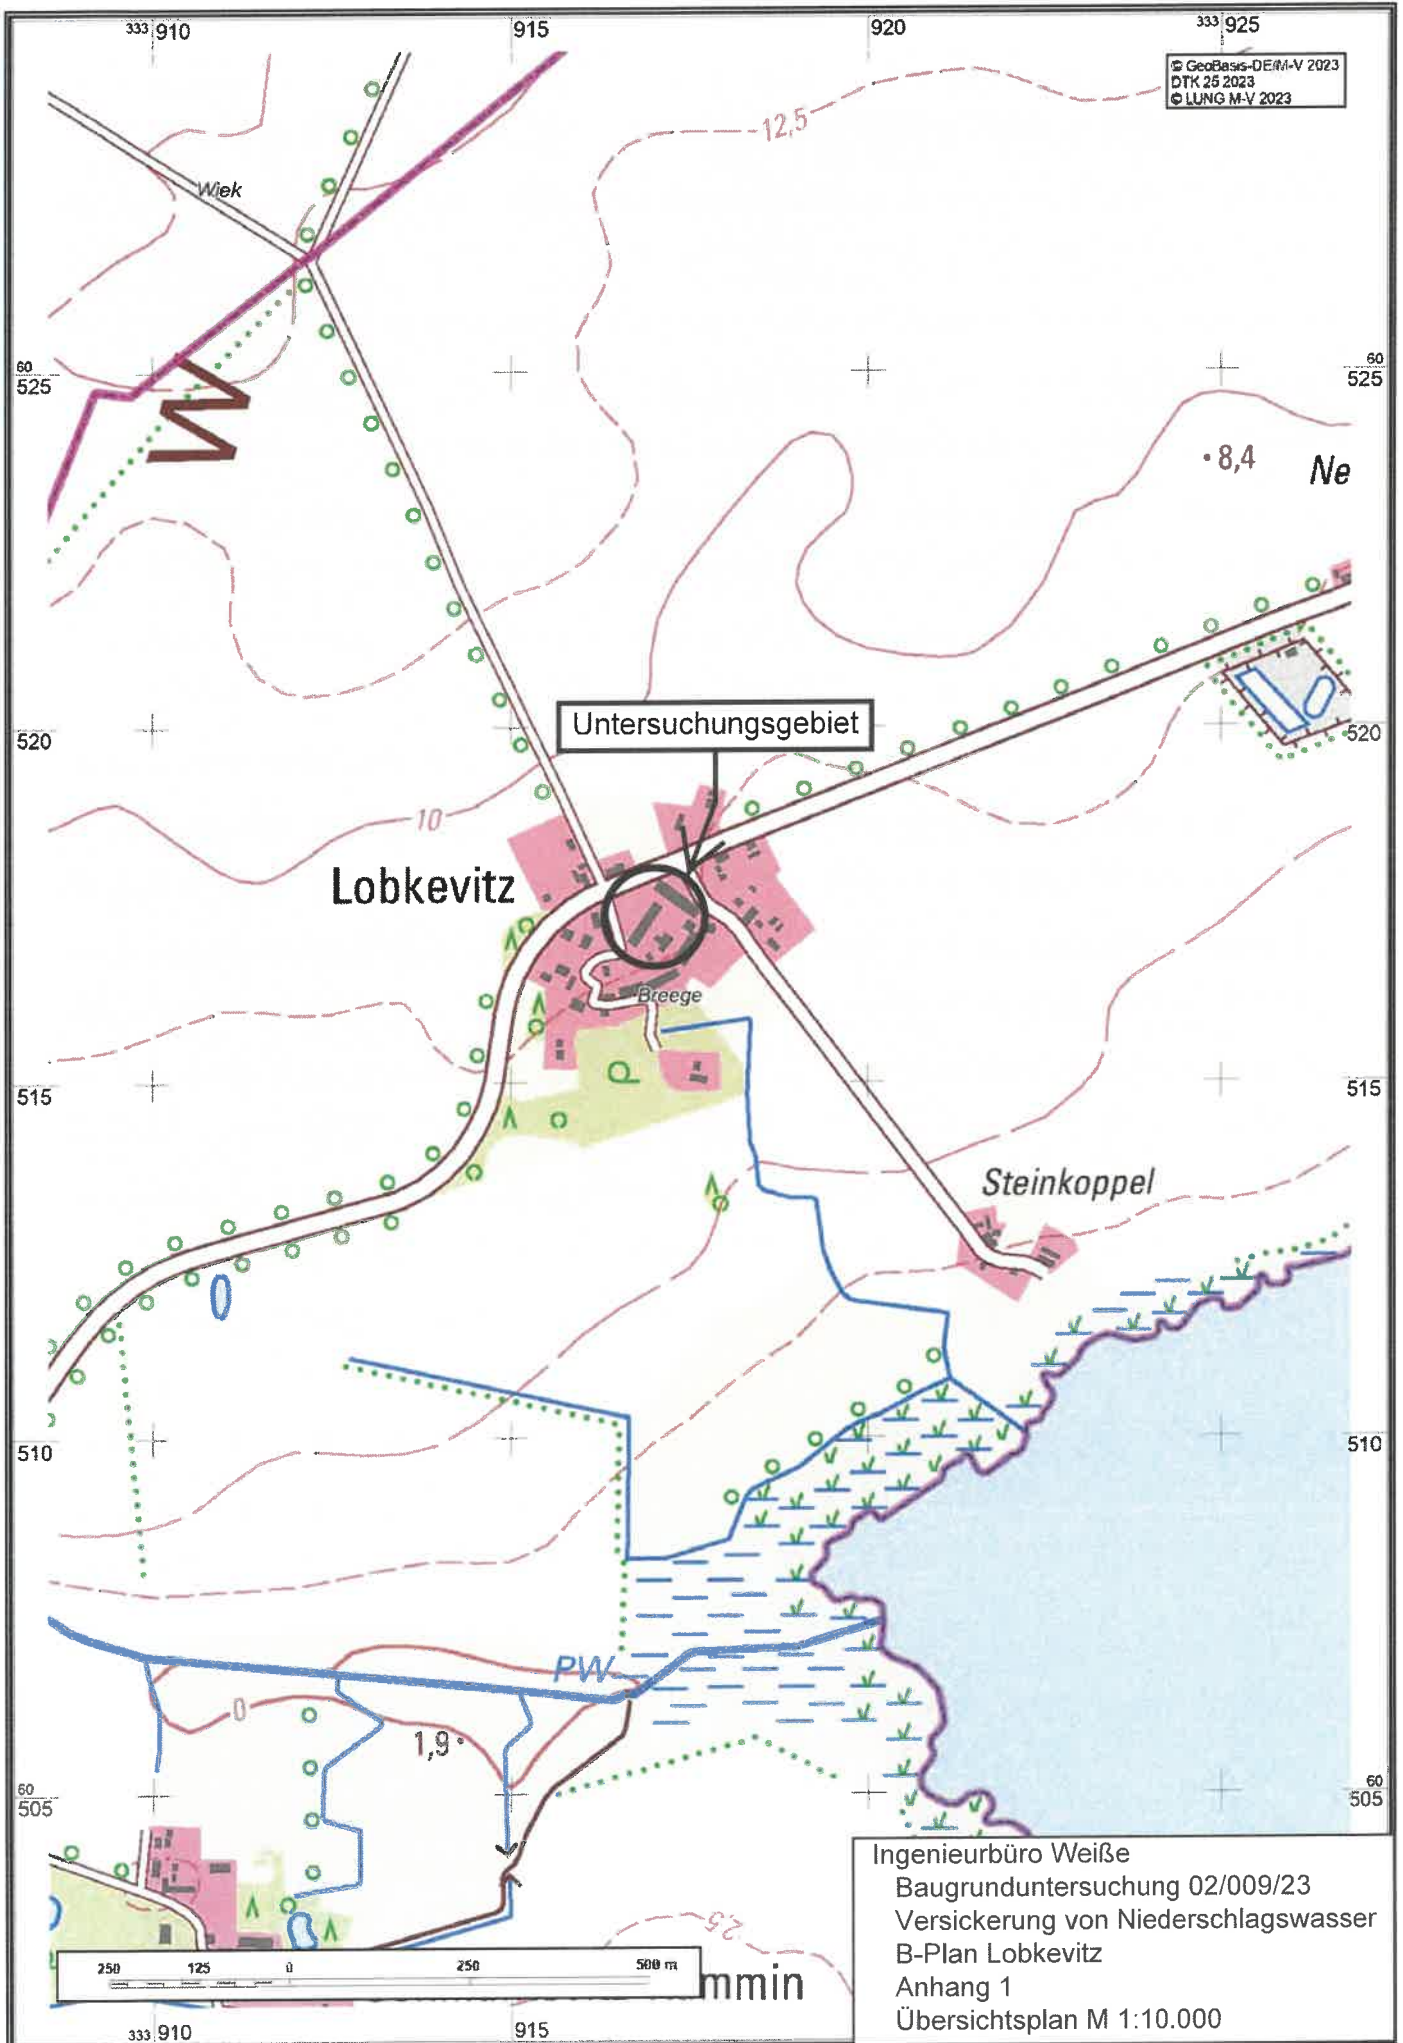 333 910
915
920
333 925
© GeoBasis-DE/M-V 2023
DTK 25 2023
© LUNG M-V 2023
12,5
Wiek
60
525
60
525
8,4
Ne
W
520
Untersuchungsgebiet
520
10
Lobkevitz
Breege
515
515
Steinkoppel
510
510
PW
0
1,9
60
505
60
505
2,5
250 125 0 250 500 m
mmin
333 910
915
Ingenieurbüro Weiße
Baugrunduntersuchung 02/009/23
Versickerung von Niederschlagswasser
B-Plan Lobkevitz
Anhang 1
Übersichtsplan M 1:10.000